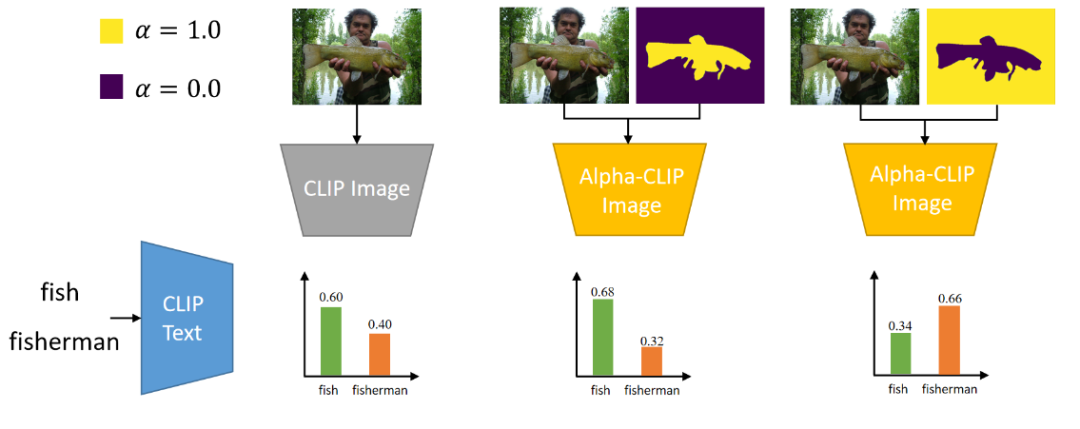 α = 1.0
α = 0.0
CLIP Image
Alpha-CLIP
Image
Alpha-CLIP
Image
fish
fisherman
CLIP
Text
0.60
0.40
fish
fisherman
0.68
0.32
fish
fisherman
0.34
0.66
fish
fisherman